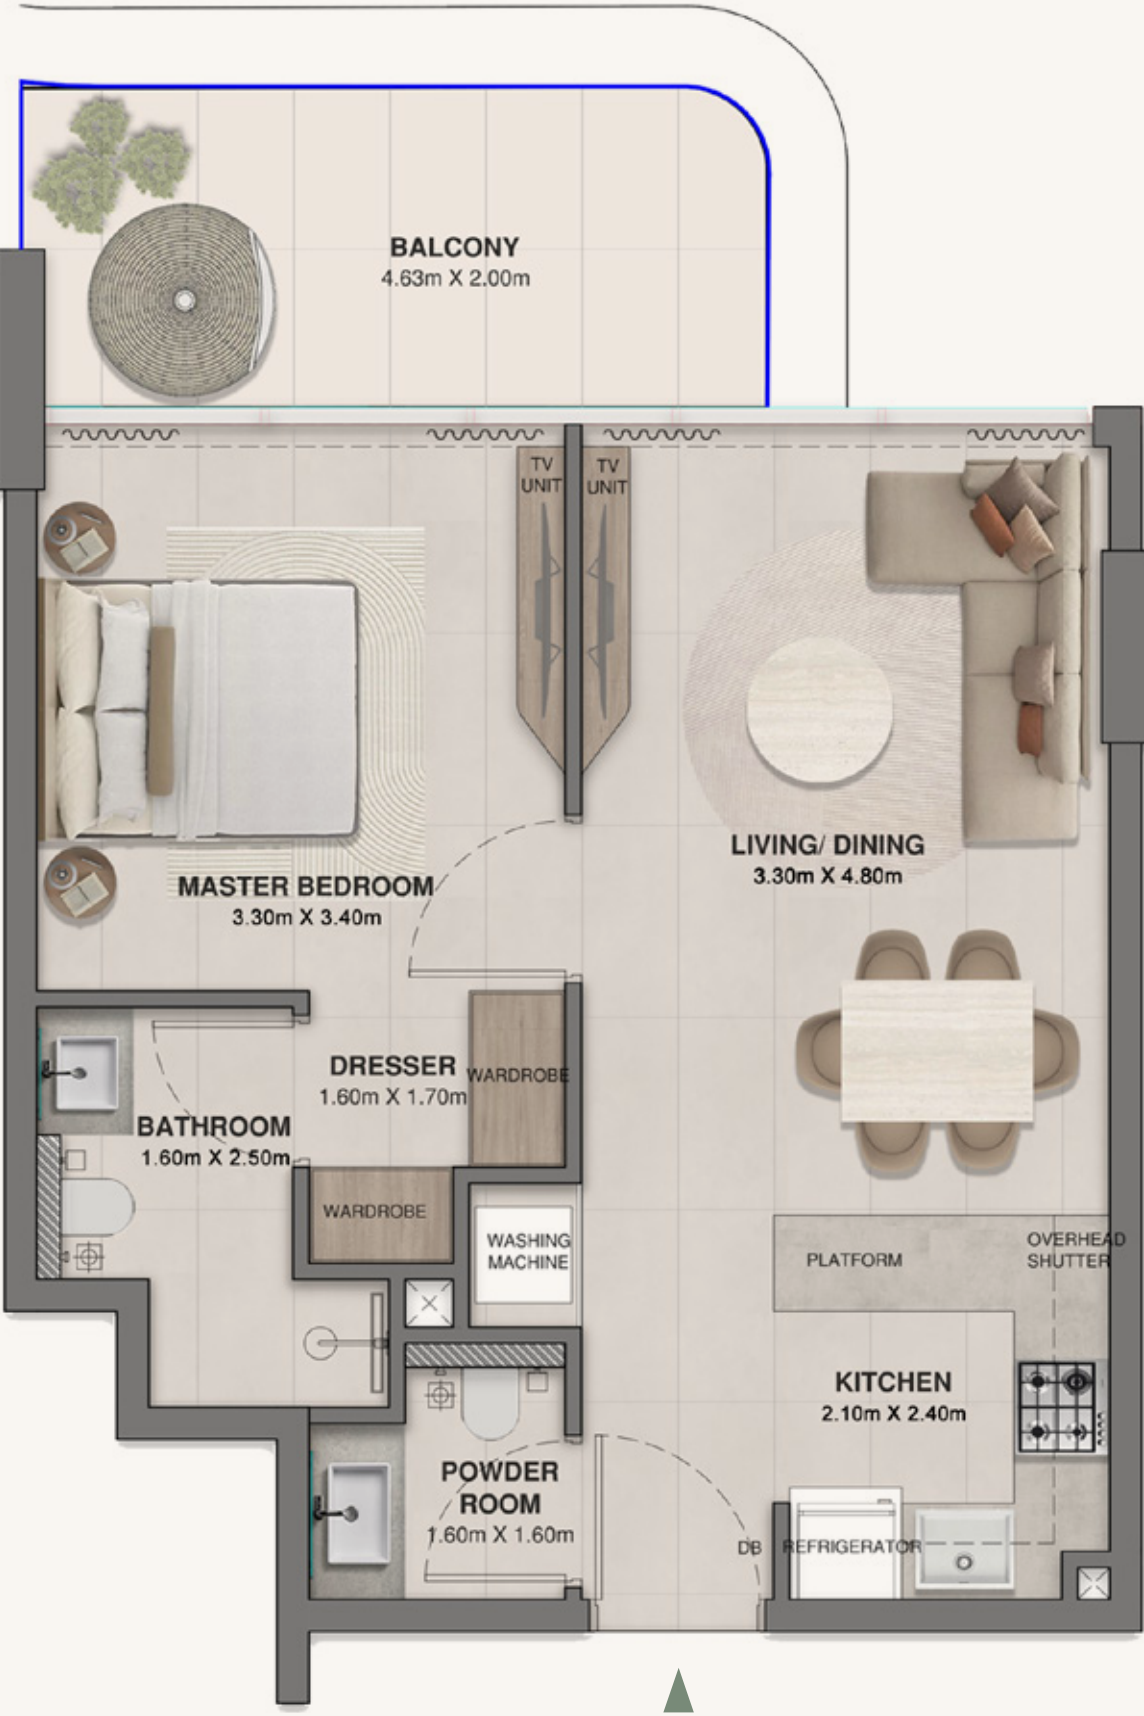 BALCONY
4.63m X 2.00m
TV
UNIT
TV
UNIT
LIVING/ DINING
3.30m X 4.80m
MASTER BEDROOM
3.30m X 3.40m
DRESSER
1.60m X 1.70m
WARDROBE
BATHROOM
1.60m X 2.50m
WARDROBE
WASHING
MACHINE
PLATFORM
OVERHEAD
SHUTTER
KITCHEN
2.10m X 2.40m
POWDER
ROOM
1.60m X 1.60m
DB
REFRIGERATOR